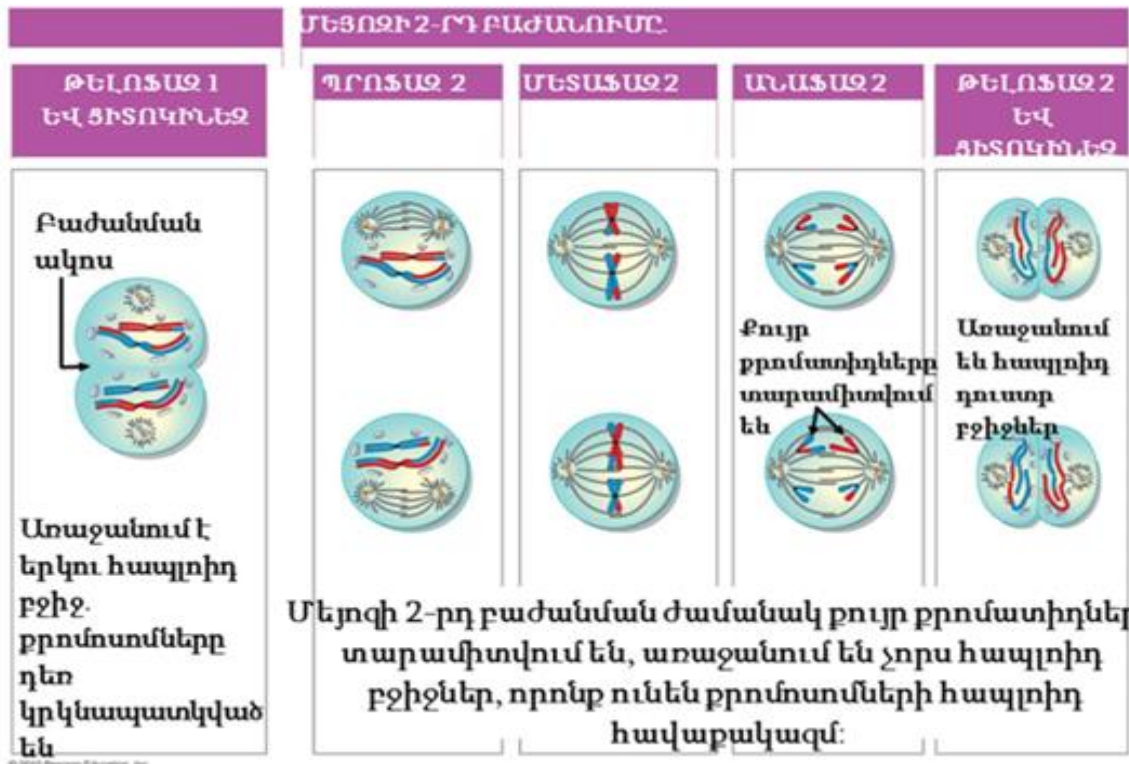 ՄԵՅՈԶԻ 2-ՐԴ ԲԱԺԱՆՈՒՄԸ.
ԹԵԼՈՖԱԶ 1
ԵՎ ՑԻՏՈԿԻՆԵԶ
ՊՐՈՖԱԶ 2
ՄԵՏԱՖԱԶ 2
ԱՆԱՖԱԶ 2
ԹԵԼՈՖԱԶ 2
ԵՎ
ՑԻՏՈԿԻՆԵԶ
Բաժանման
ակոս
Առաջանում է
երկու հապլոիդ
բջիջ.
քրոմոսոմները
դեռ
կրկնապատկված
են
Քույր
քրոմատիդները
տարամիտվում
են
Առաջանում
են հապլոիդ
դուստր
բջիջներ
Մեյոզի 2-րդ բաժանման ժամանակ քույր քրոմատիդներ
տարամիտվում են, առաջանում են չորս հապլոիդ
բջիջներ, որոնք ունեն քրոմոսոմների հապլոիդ
հավաքակազմ: